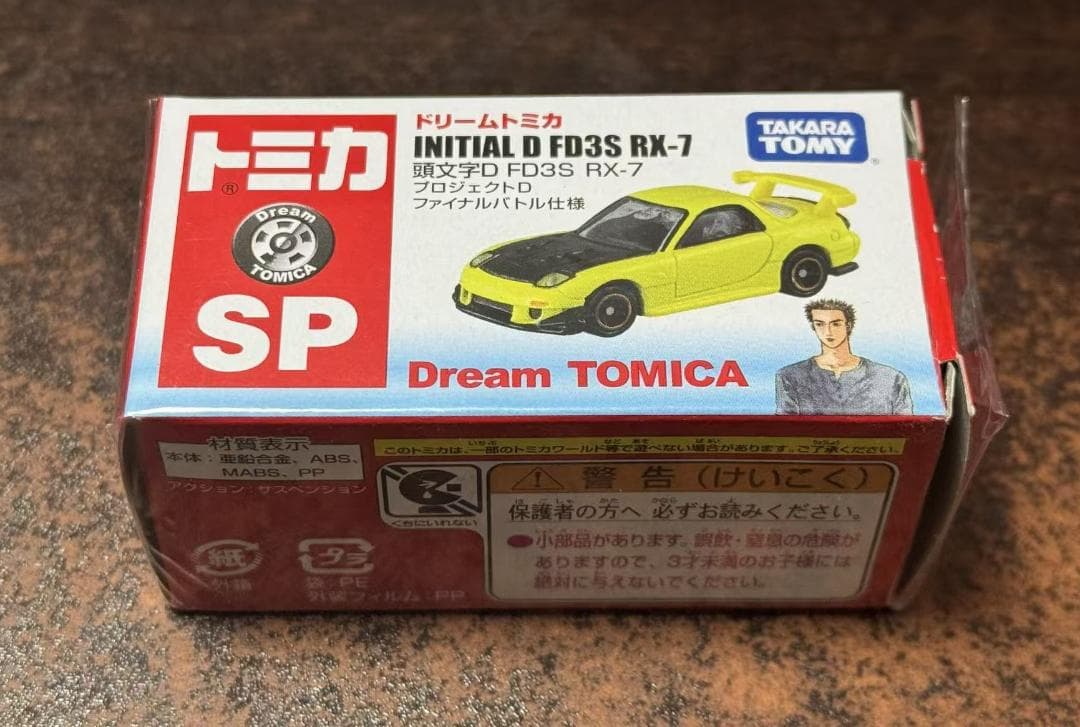 トミカ
®
Dream
TOMICA
SP
ドリームトミカ
INITIAL D FD3S RX-7
頭文字D FD3S RX-7
プロジェクトD
ファイナルバトル仕様
TAKARA
TOMY
®
Dream TOMICA
材質表示
本体：亜鉛合金、ABS、
MABS、PP
アクション：サスペンション
このトミカは、一部のトミカワールド等で遊べない場合があります。ご了承ください。
口にいれない
警告（けいこく）
保護者の方へ 必ずお読みください。
●小部品があります。誤飲・窒息の危険が
ありますので、3才未満のお子様には
絶対に与えないでください。
紙
外箱
プラ
袋：PE
外装フィルム：PP